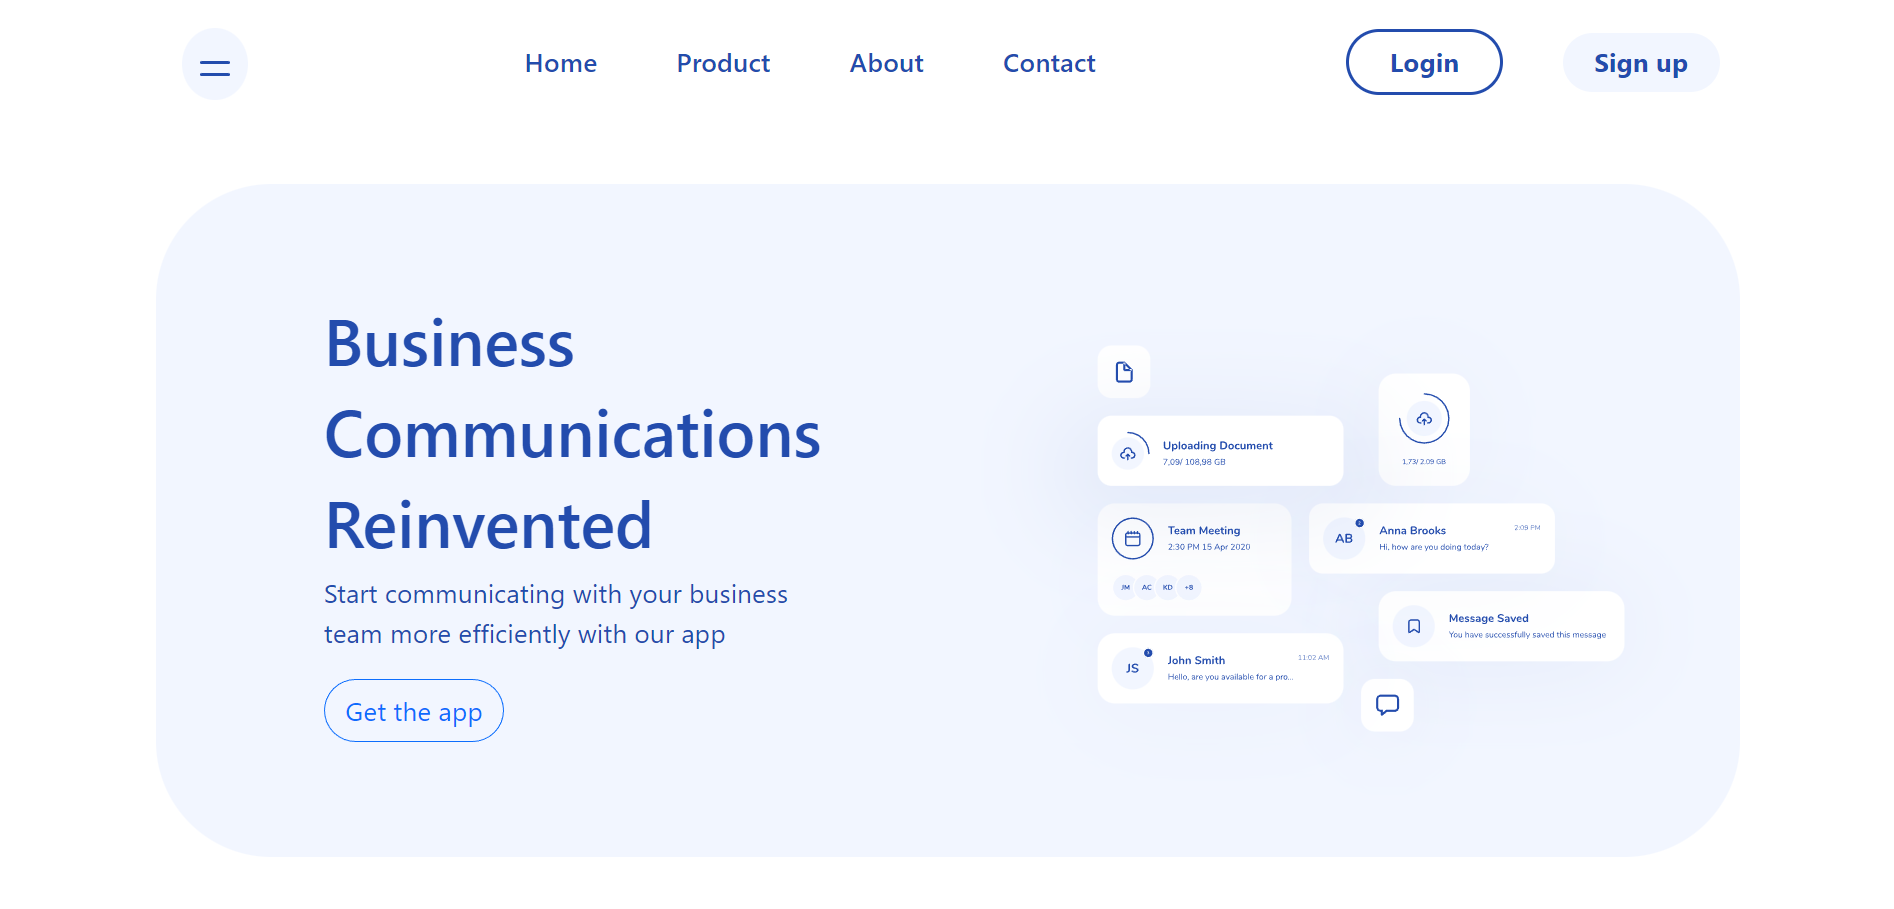 Home
Product
About
Contact
Login
Sign up
Business
Communications
Reinvented
Start communicating with your business
team more efficiently with our app
Get the app
Uploading Document
7,09/ 108,98 GB
1,73/ 2.09 GB
Team Meeting
2:30 PM 15 Apr 2020
JM
AC
KD
+8
AB
Anna Brooks
2:09 PM
Hi, how are you doing today?
Message Saved
You have successfully saved this message
JS
John Smith
11:02 AM
Hello, are you available for a pro...